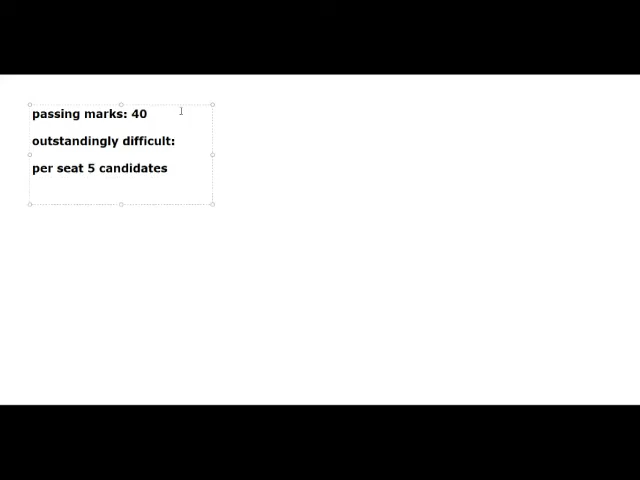 passing marks: 40
outstandingly difficult:
per seat 5 candidates